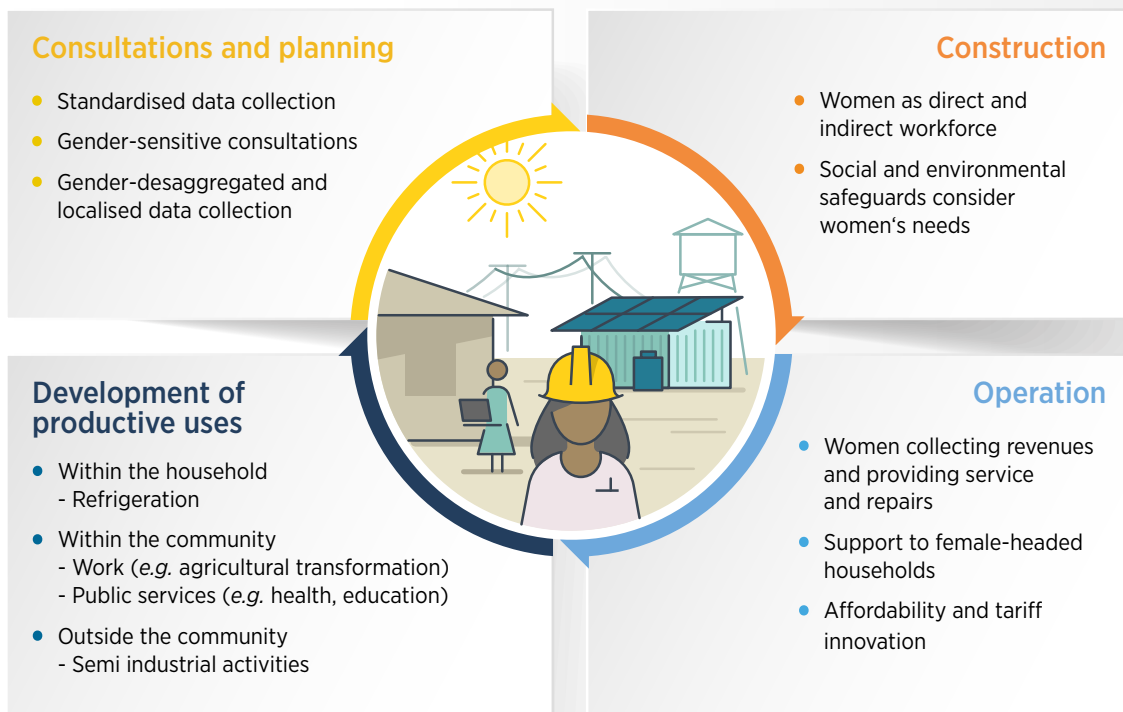 Consultations and planning
• Standardised data collection
• Gender-sensitive consultations
• Gender-desaggregated and
localised data collection
Construction
• Women as direct and
indirect workforce
• Social and environmental
safeguards consider
women‘s needs
Development of
productive uses
• Within the household
- Refrigeration
• Within the community
- Work (e.g. agricultural transformation)
- Public services (e.g. health, education)
• Outside the community
- Semi industrial activities
Operation
• Women collecting revenues
and providing service
and repairs
• Support to female-headed
households
• Affordability and tariff
innovation